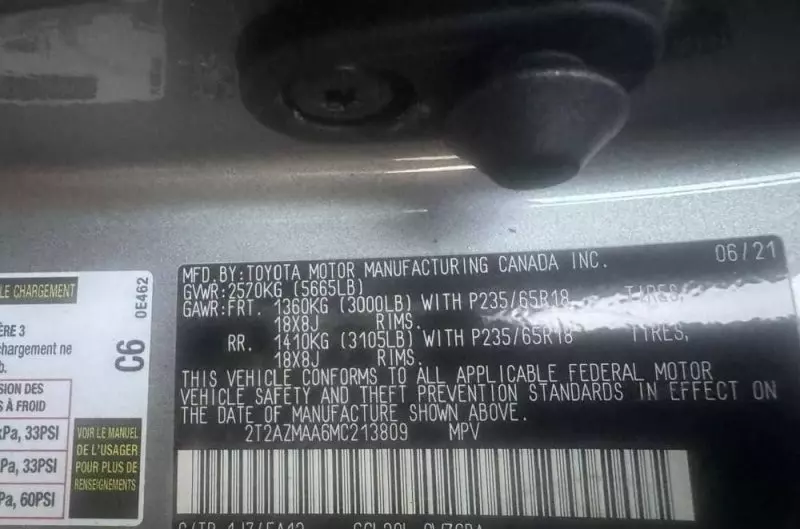 LE CHARGEMENT
0E462
C6
ÈRE 3
chargement ne
b.
SION DES
S À FROID
kPa, 33PSI
Pa, 33PSI
a, 60PSI
VOIR LE MANUEL
DE L'USAGER
POUR PLUS DE
RENSEIGNEMENTS
MFD.BY:TOYOTA MOTOR MANUFACTURING CANADA INC. 06/21
GVWR:2570KG (5665LB)
GAWR:FRT. 1360KG (3000LB) WITH P235/65R18 TIRES,
18X8J RIMS.
RR. 1410KG (3105LB) WITH P235/65R18 TIRES,
18X8J RIMS.
THIS VEHICLE CONFORMS TO ALL APPLICABLE FEDERAL MOTOR
VEHICLE SAFETY AND THEFT PREVENTION STANDARDS IN EFFECT ON
THE DATE OF MANUFACTURE SHOWN ABOVE.
2T2AZMAA6MC213809 MPV